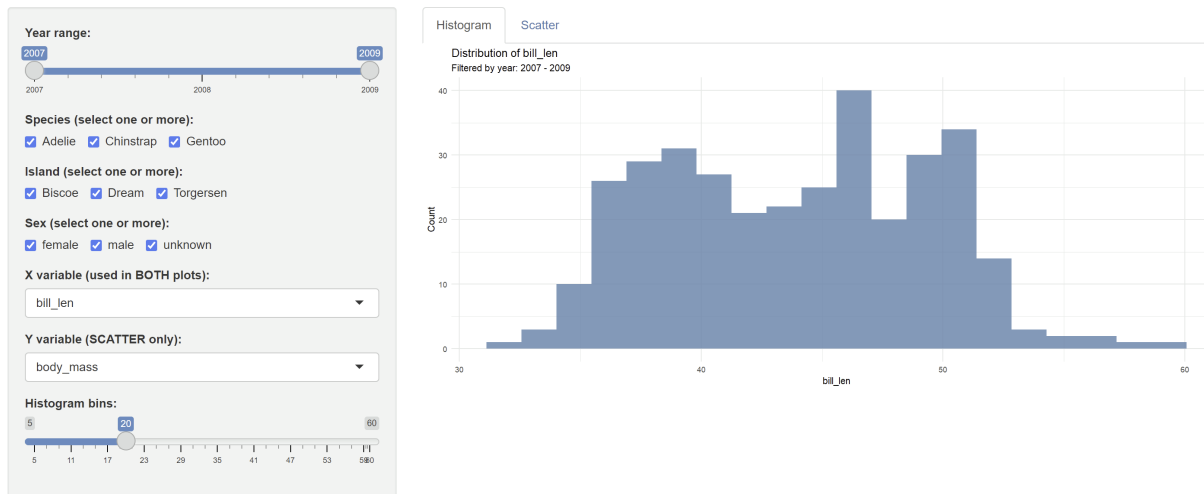 Year range:
2007 2009
2007 2008 2009
Species (select one or more):
Adelie Chinstrap Gentoo
Island (select one or more):
Biscoe Dream Torgersen
Sex (select one or more):
female male unknown
X variable (used in BOTH plots):
bill_len
Y variable (SCATTER only):
body_mass
Histogram bins:
5 20 60
5 11 17 23 29 35 41 47 53 59 60
Histogram Scatter
Distribution of bill_len
Filtered by year: 2007 - 2009
Count
40
30
20
10
0
30 40 50 60
bill_len